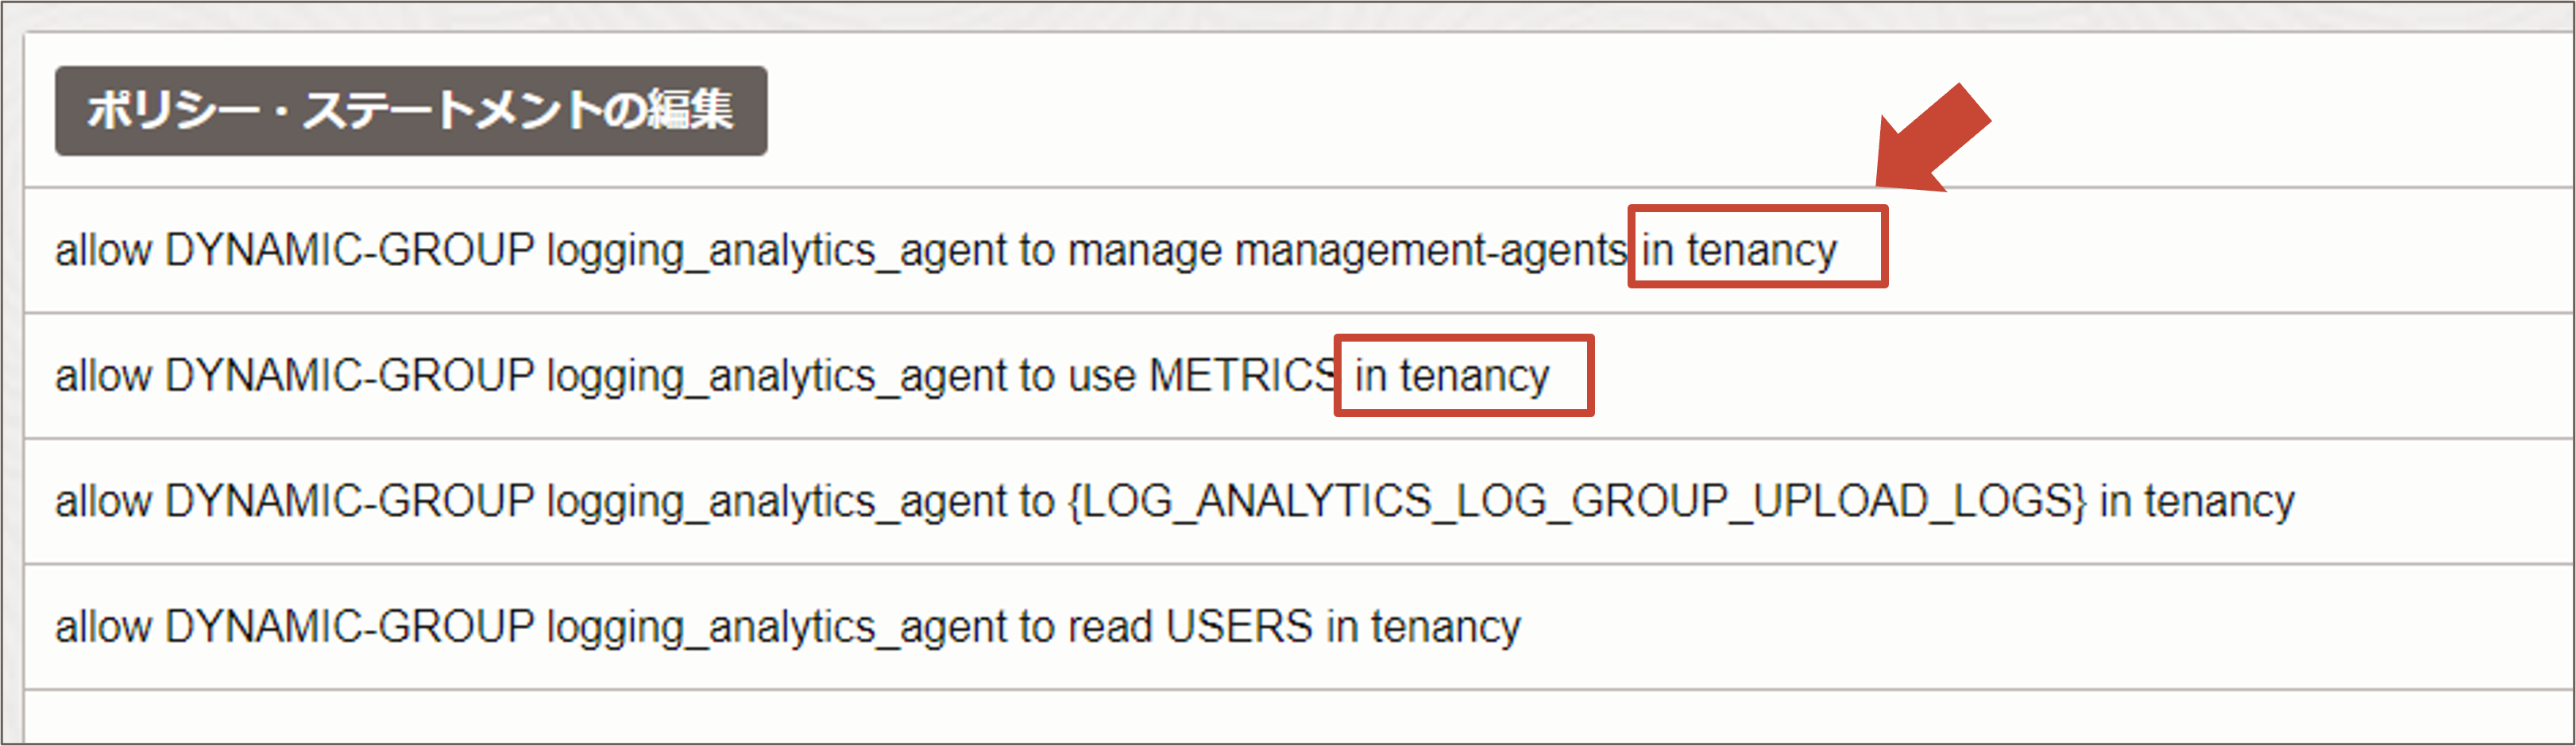 ポリシー・ステートメントの編集
allow DYNAMIC-GROUP logging_analytics_agent to manage management-agents in tenancy
allow DYNAMIC-GROUP logging_analytics_agent to use METRICS in tenancy
allow DYNAMIC-GROUP logging_analytics_agent to {LOG_ANALYTICS_LOG_GROUP_UPLOAD_LOGS} in tenancy
allow DYNAMIC-GROUP logging_analytics_agent to read USERS in tenancy